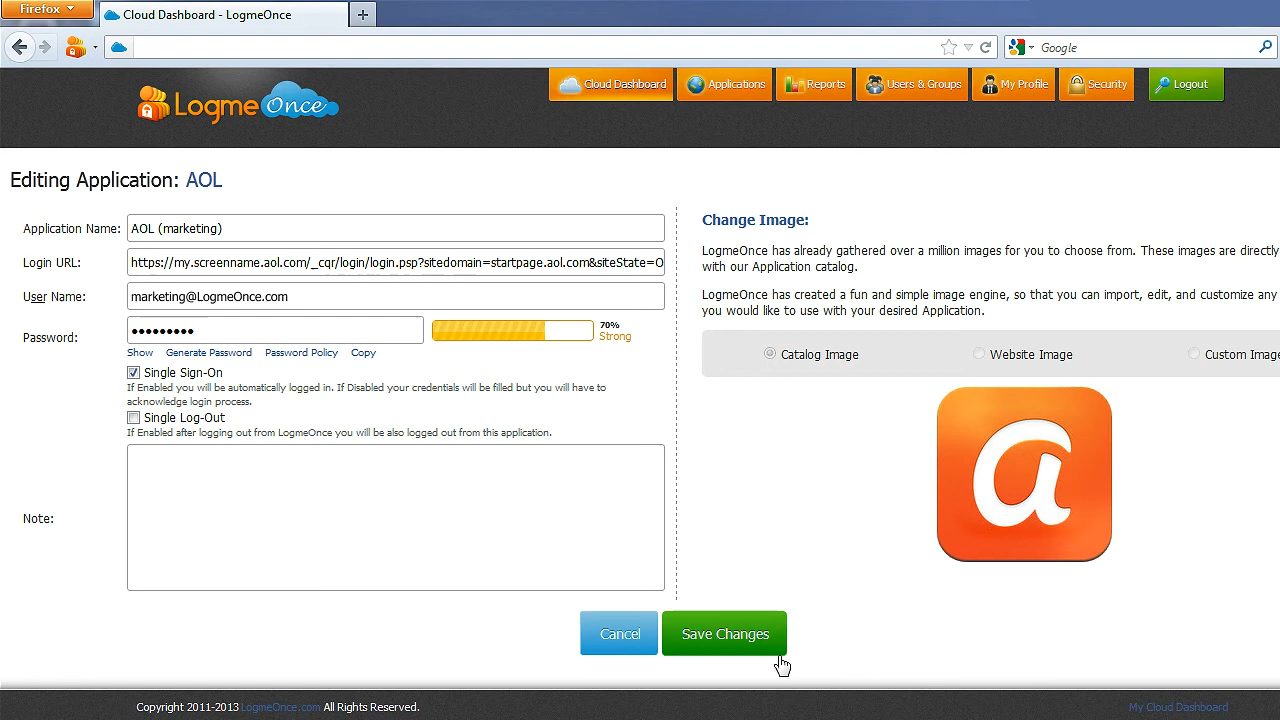 Firefox
Cloud Dashboard - LogmeOnce
Google
LogmeOnce
Cloud Dashboard
Applications
Reports
Users & Groups
My Profile
Security
Logout
Editing Application: AOL
Application Name: AOL (marketing)
Login URL: https://my.screenname.aol.com/_cqr/login/login.psp?sitedomain=startpage.aol.com&siteState=O
User Name: marketing@LogmeOnce.com
Password: •••••••••
70%
Strong
Show Generate Password Password Policy Copy
Single Sign-On
If Enabled you will be automatically logged in. If Disabled your credentials will be filled but you will have to
acknowledge login process.
Single Log-Out
If Enabled after logging out from LogmeOnce you will be also logged out from this application.
Note:
Change Image:
LogmeOnce has already gathered over a million images for you to choose from. These images are directly
with our Application catalog.
LogmeOnce has created a fun and simple image engine, so that you can import, edit, and customize any
you would like to use with your desired Application.
Catalog Image
Website Image
Custom Image
a
Cancel
Save Changes
Copyright 2011-2013 LogmeOnce.com All Rights Reserved.
My Cloud Dashboard